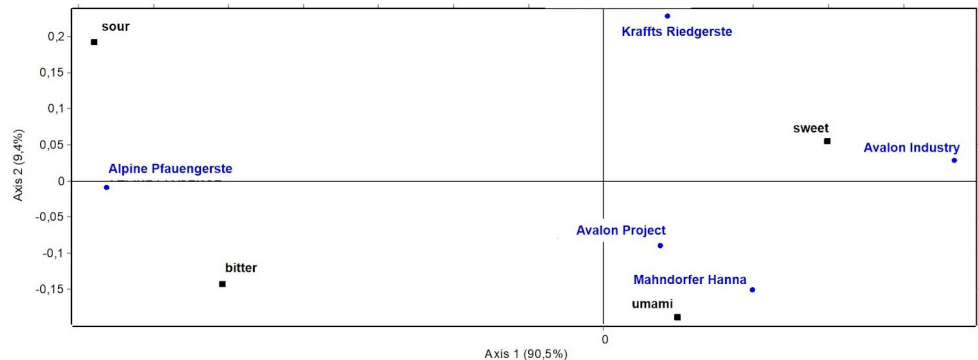 sour
Kraffts Riedgerste
sweet
Avalon Industry
Alpine Pfauengerste
Avalon Project
bitter
Mahndorfer Hanna
umami
0,2
0,15
0,1
0,05
0
-0,05
-0,1
-0,15
Axis 2 (9,4%)
0
Axis 1 (90,5%)